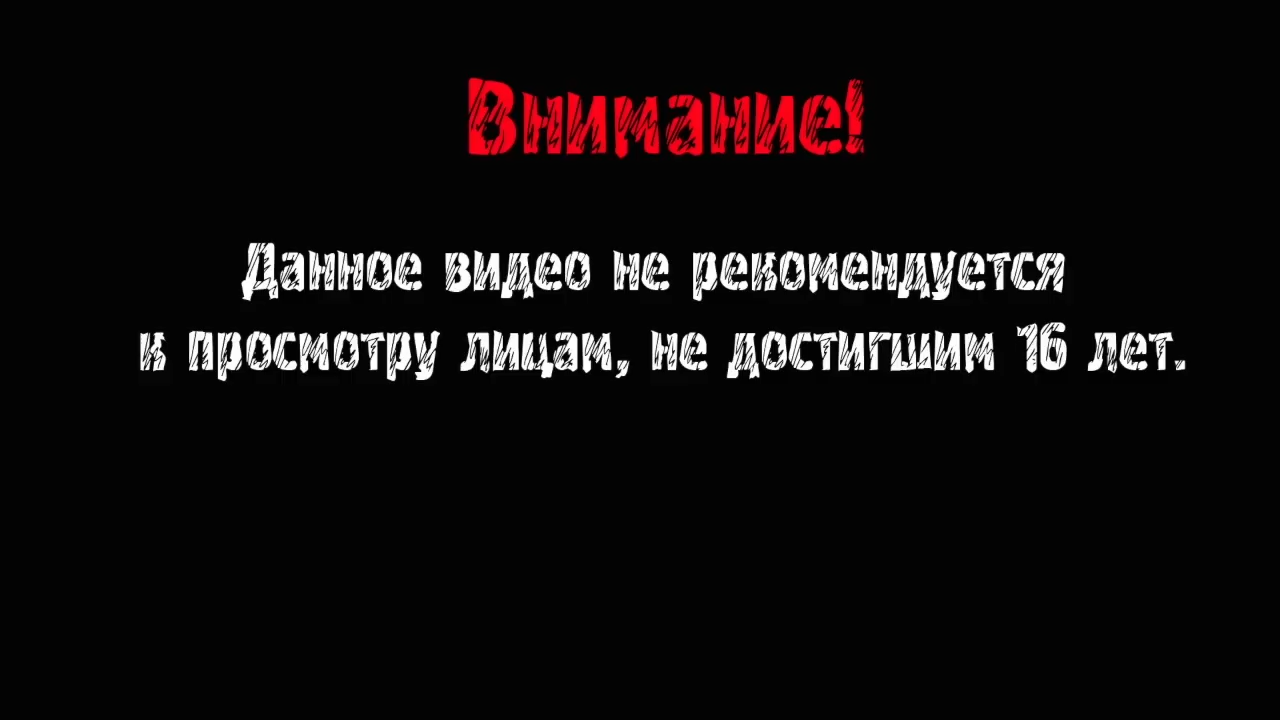 Внимание!
Данное видео не рекомендуется
к просмотру лицам, не достигшим 16 лет.